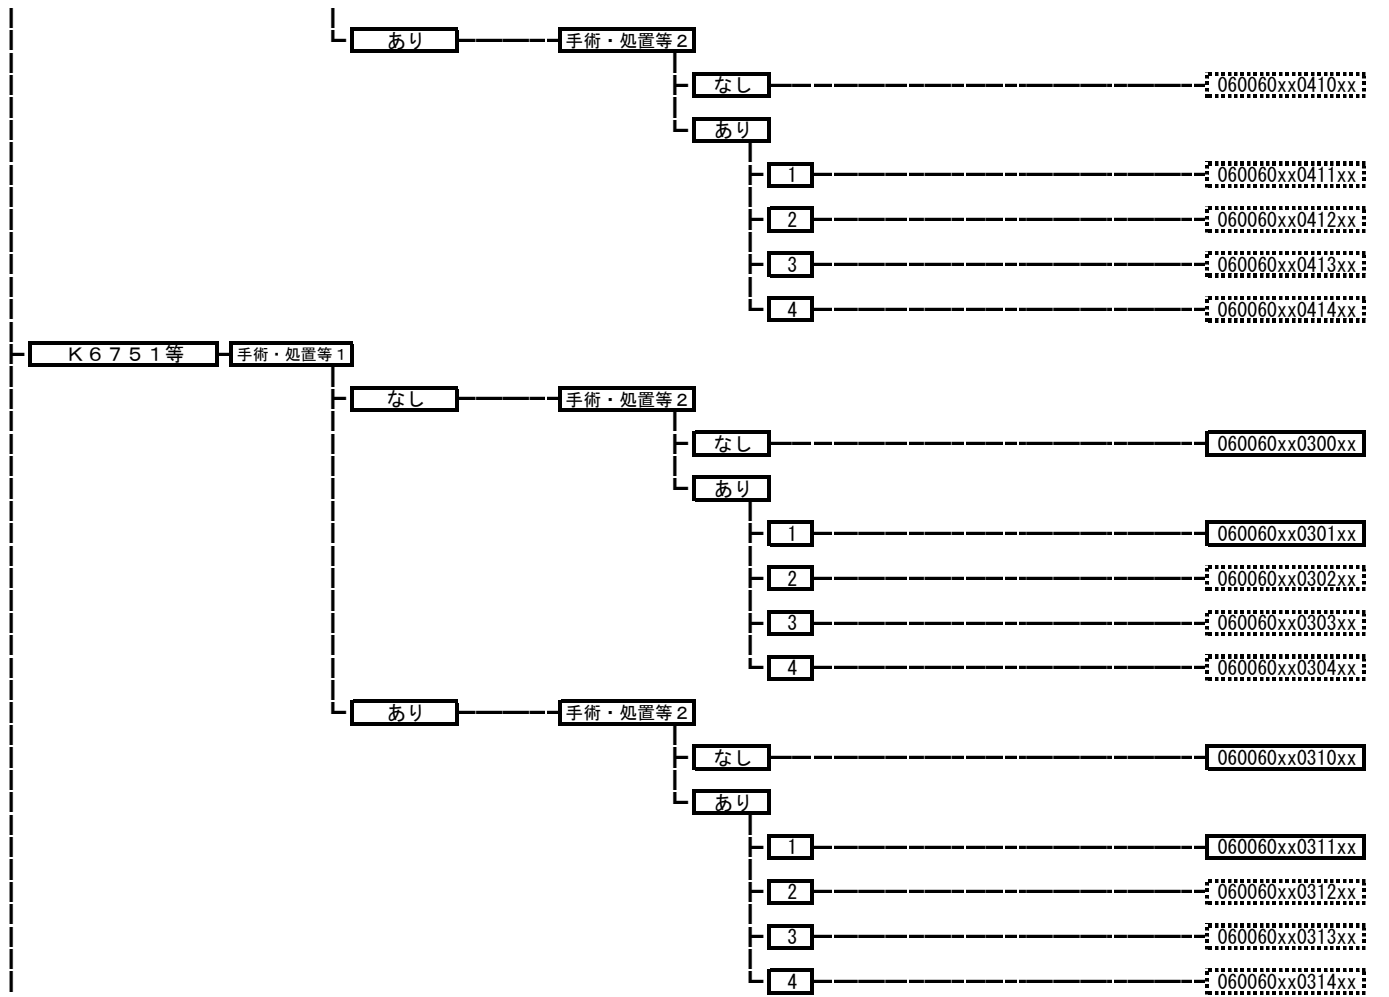 あり 手術・処置等２
なし 060060xx0410xx
あり
1 060060xx0411xx
2 060060xx0412xx
3 060060xx0413xx
4 060060xx0414xx
Ｋ６７５１等 手術・処置等１
なし 手術・処置等２
なし 060060xx0300xx
あり
1 060060xx0301xx
2 060060xx0302xx
3 060060xx0303xx
4 060060xx0304xx
あり 手術・処置等２
なし 060060xx0310xx
あり
1 060060xx0311xx
2 060060xx0312xx
3 060060xx0313xx
4 060060xx0314xx